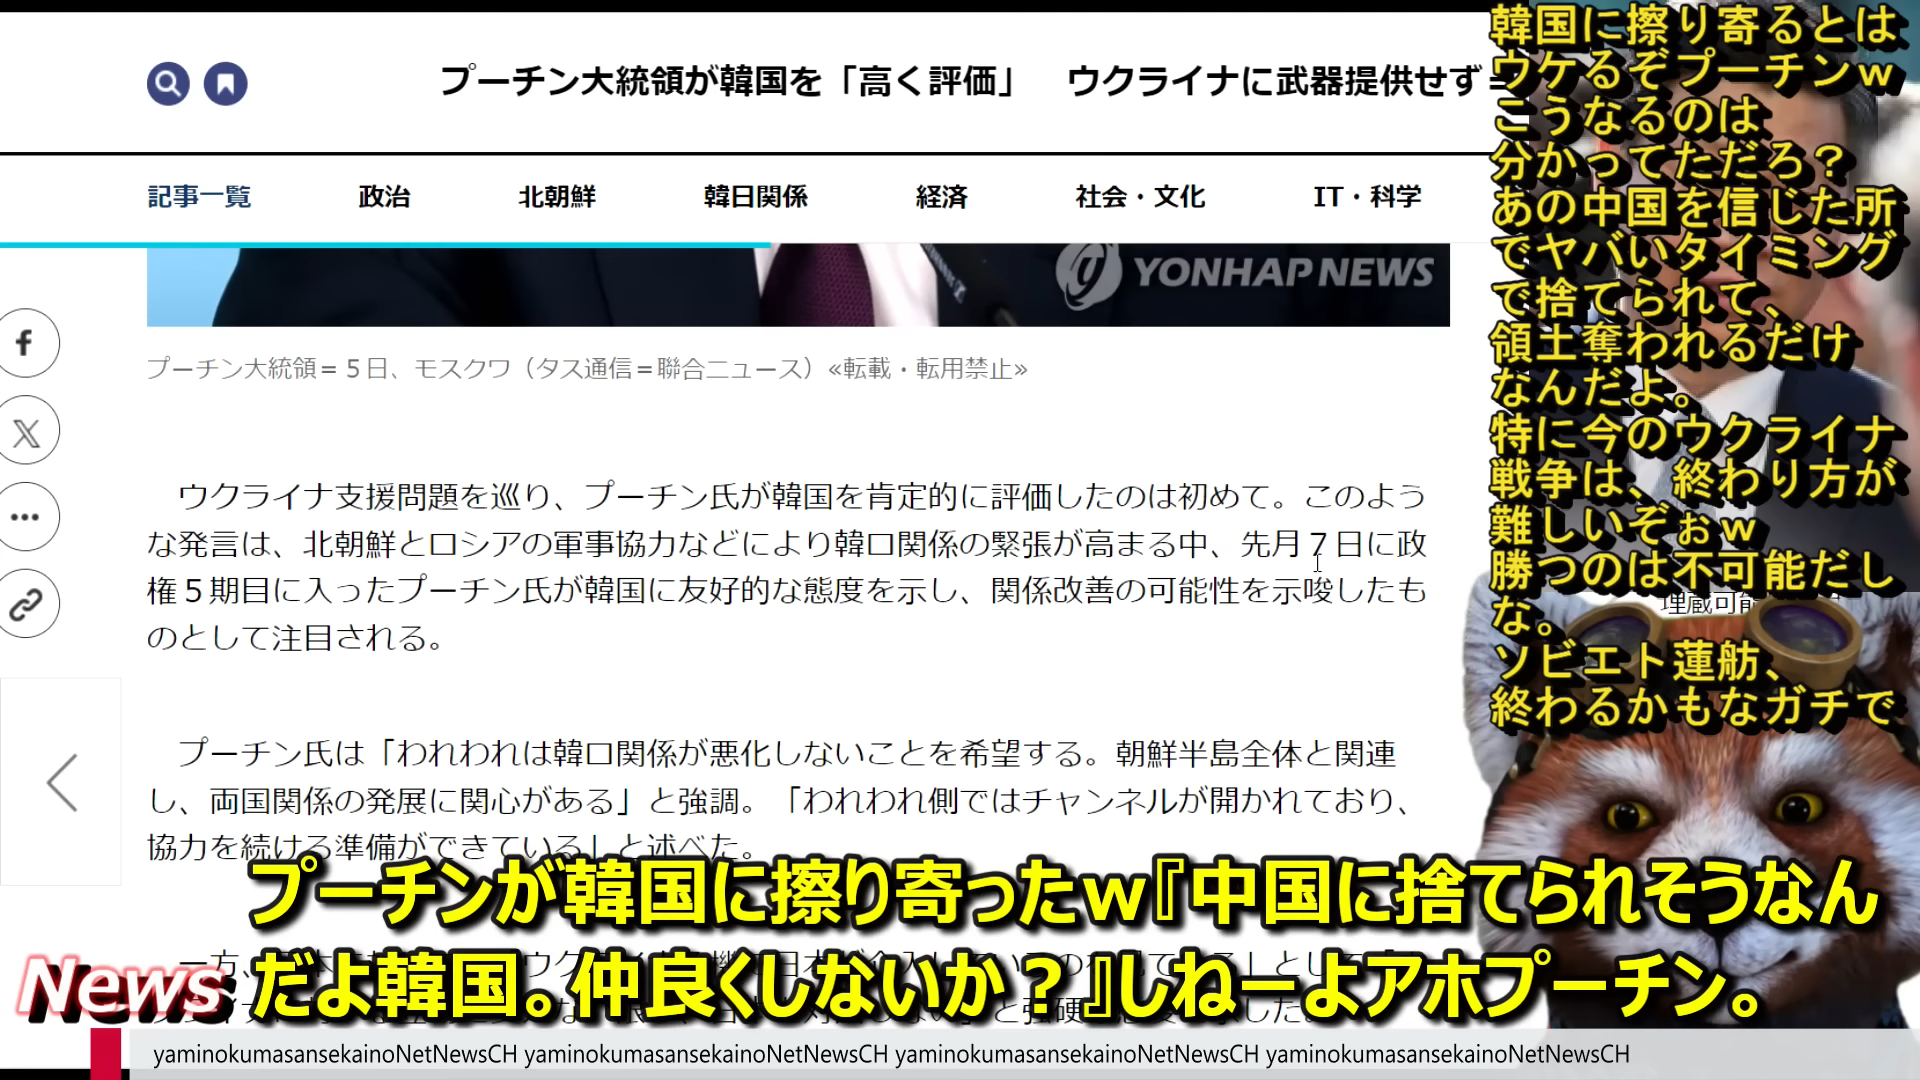 プーチン大統領が韓国を「高く評価」　ウクライナに武器提供せず＝
記事一覧
政治
北朝鮮
韓日関係
経済
社会・文化
IT・科学
YONHAP NEWS
プーチン大統領＝５日、モスクワ（タス通信＝聯合ニュース）≪転載・転用禁止≫
ウクライナ支援問題を巡り、プーチン氏が韓国を肯定的に評価したのは初めて。このよう
な発言は、北朝鮮とロシアの軍事協力などにより韓ロ関係の緊張が高まる中、先月７日に政
権５期目に入ったプーチン氏が韓国に友好的な態度を示し、関係改善の可能性を示唆したも
のとして注目される。
プーチン氏は「われわれは韓ロ関係が悪化しないことを希望する。朝鮮半島全体と関連
し、両国関係の発展に関心がある」と強調。「われわれ側ではチャンネルが開かれており、
協力を続ける準備ができている」と述べた。
韓国に擦り寄るとは
ウケるぞプーチンｗ
こうなるのは
分かってただろ？
あの中国を信じた所
でヤバいタイミング
で捨てられて、
領土奪われるだけ
なんだよ。
特に今のウクライナ
戦争は、終わり方が
難しいぞぉｗ
勝つのは不可能だし
な。
ソビエト蓮舫、
終わるかもなガチで
プーチンが韓国に擦り寄ったｗ『中国に捨てられそうなん
だよ韓国。仲良くしないか？』しねーよアホプーチン。
News
yaminokumasansekainoNetNewsCH yaminokumasansekainoNetNewsCH yaminokumasansekainoNetNewsCH yaminokumasansekainoNetNewsCH